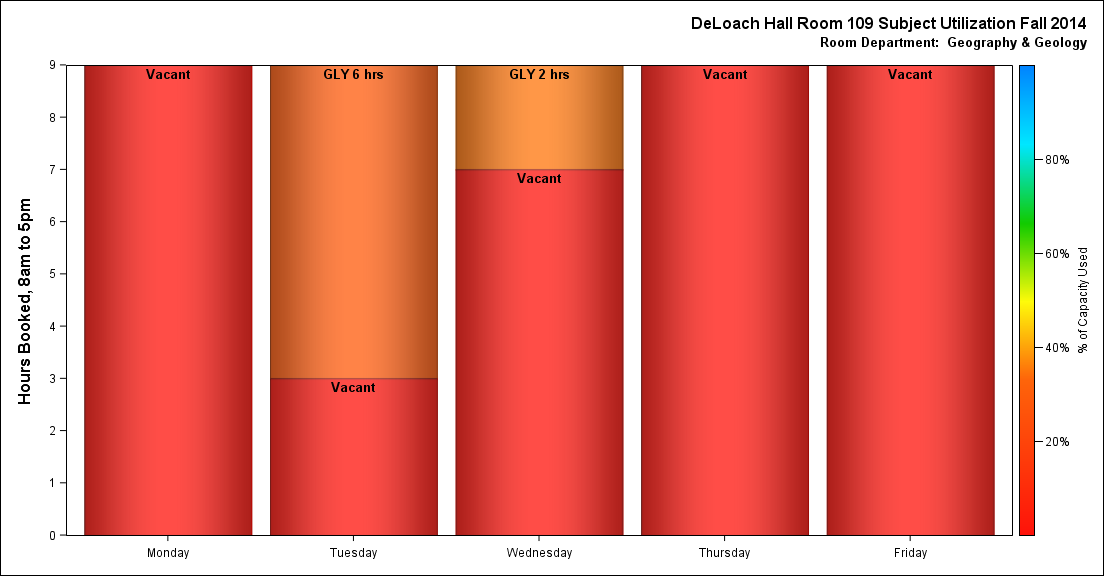 DeLoach Hall Room 109 Subject Utilization Fall 2014
Room Department:  Geography & Geology
Hours Booked, 8am to 5pm
9
8
7
6
5
4
3
2
1
0
Vacant
GLY 6 hrs
Vacant
GLY 2 hrs
Vacant
Vacant
Vacant
Monday
Tuesday
Wednesday
Thursday
Friday
80%
60%
40%
20%
% of Capacity Used